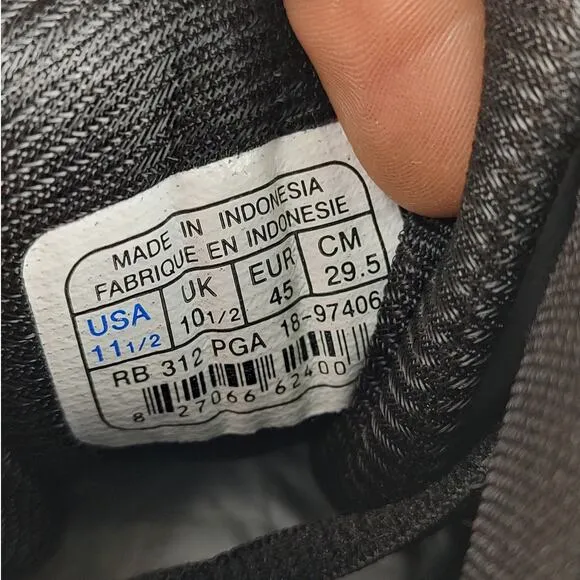 MADE IN INDONESIA
FABRIQUE EN INDONESIE
USA UK EUR CM
11 1/2 10 1/2 45 29.5
RB 312 PGA 18-97406
8 27066 62400